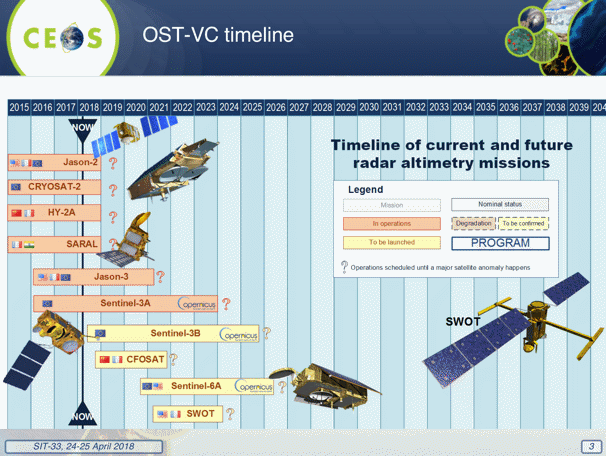 CEOS
OST-VC timeline
2015 2016 2017 2018 2019 2020 2021 2022 2023 2024 2025 2026 2027 2028 2029 2030 2031 2032 2033 2034 2035 2036 2037 2038 2039 204
NOW
Timeline of current and future
radar altimetry missions
Legend
Mission
Nominal status
In operations
Degradation
To be confirmed
To be launched
PROGRAM
? Operations scheduled until a major satellite anomaly happens
Jason-2 ?
CRYOSAT-2 ?
HY-2A ?
SARAL ?
Jason-3 ?
Sentinel-3A opernicus ?
Sentinel-3B opernicus ?
CFOSAT ?
Sentinel-6A opernicus ?
SWOT ?
SWOT
NOW
SIT-33, 24-25 April 2018
3